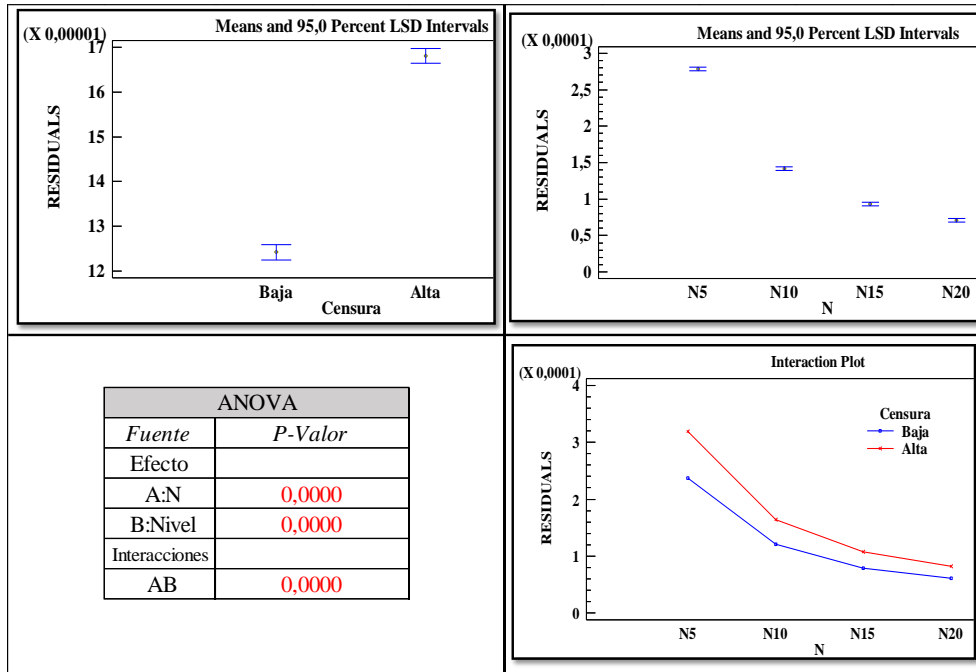 Means and 95,0 Percent LSD Intervals
(X 0,00001)
17
16
15
14
13
12
RESIDUALS
Baja Alta
Censura
Means and 95,0 Percent LSD Intervals
(X 0,0001)
3
2,5
2
1,5
1
0,5
0
RESIDUALS
N5 N10 N15 N20
N
ANOVA
Fuente P-Valor
Efecto
A:N 0,0000
B:Nivel 0,0000
Interacciones
AB 0,0000
Interaction Plot
(X 0,0001)
4
3
2
1
0
RESIDUALS
Censura
Baja
Alta
N5 N10 N15 N20
N